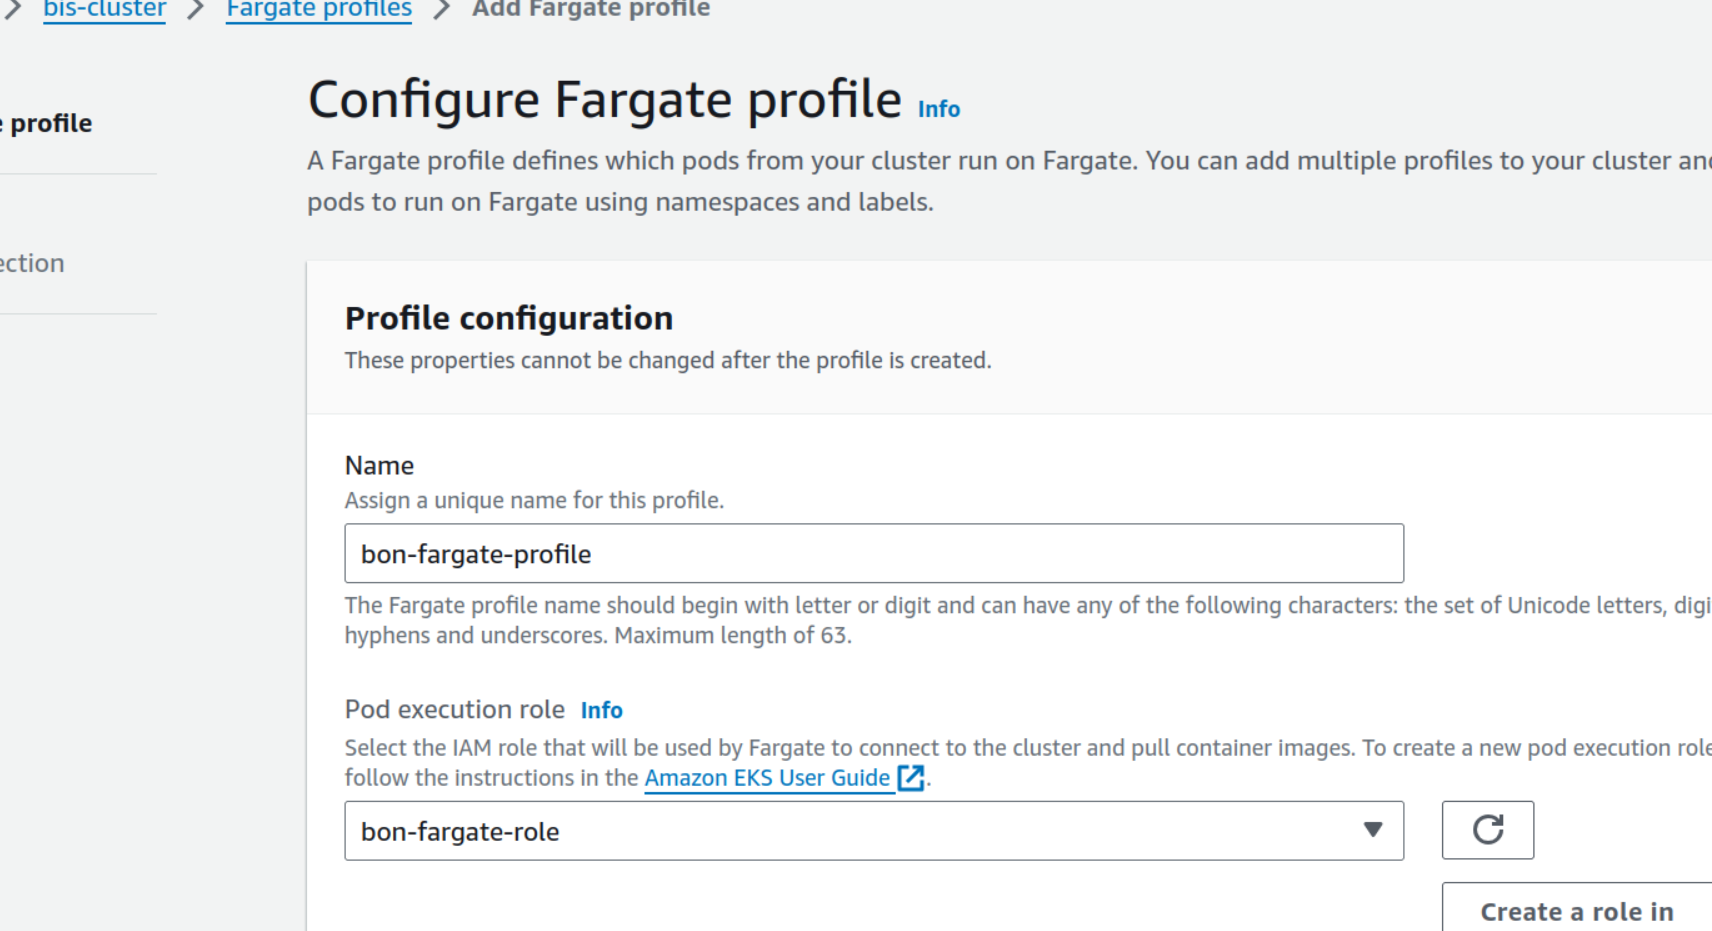 bis-cluster Fargate profiles Add Fargate profile
profile
Configure Fargate profile Info
A Fargate profile defines which pods from your cluster run on Fargate. You can add multiple profiles to your cluster and
pods to run on Fargate using namespaces and labels.
Profile configuration
These properties cannot be changed after the profile is created.
Name
Assign a unique name for this profile.
bon-fargate-profile
The Fargate profile name should begin with letter or digit and can have any of the following characters: the set of Unicode letters,
hyphens and underscores. Maximum length of 63.
Pod execution role Info
Select the IAM role that will be used by Fargate to connect to the cluster and pull container images. To create a new pod execution role
follow the instructions in the Amazon EKS User Guide.
bon-fargate-role
Create a role in